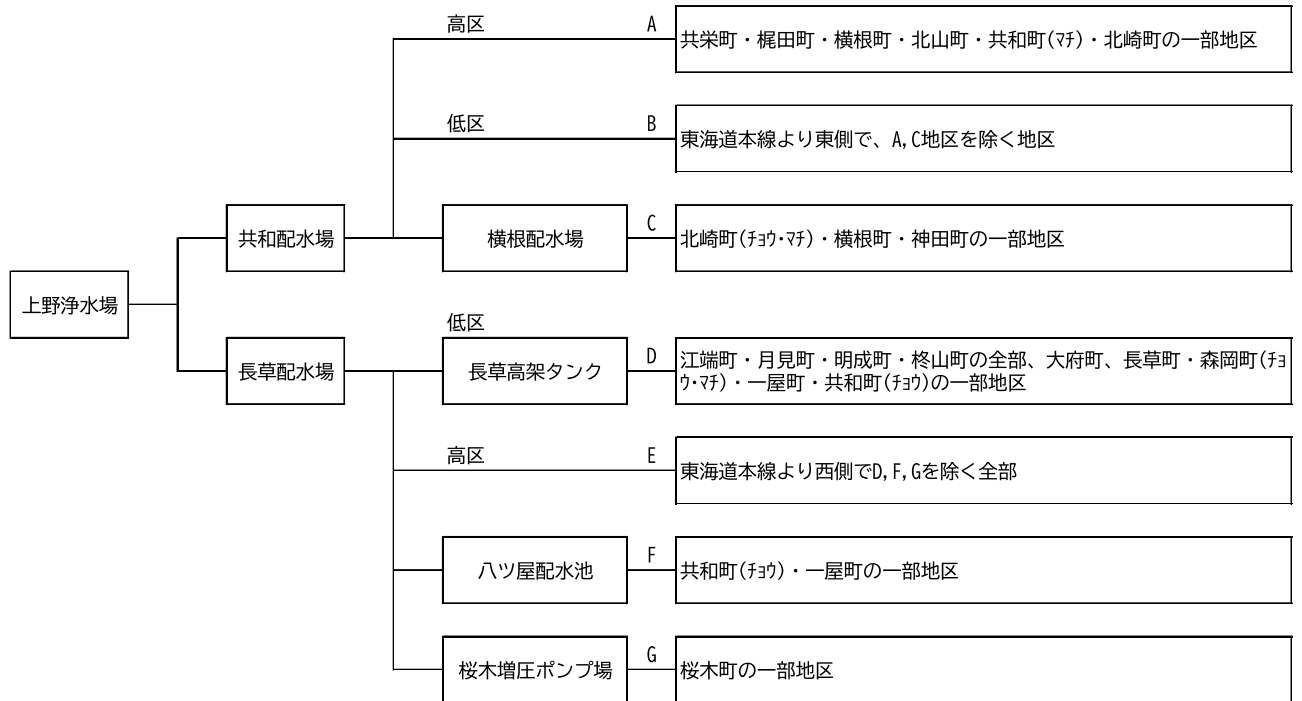 高区
A
共栄町・梶田町・横根町・北山町・共和町(ﾏﾁ)・北崎町の一部地区
低区
B
東海道本線より東側で、A,C地区を除く地区
共和配水場
横根配水場
C
北崎町(ﾁｮｳ･ﾏﾁ)・横根町・神田町の一部地区
上野浄水場
低区
長草配水場
長草高架タンク
D
江端町・月見町・明成町・柊山町の全部、大府町、長草町・森岡町(ﾁｮ
ｳ･ﾏﾁ)・一屋町・共和町(ﾁｮｳ)の一部地区
高区
E
東海道本線より西側でD,F,Gを除く全部
八ツ屋配水池
F
共和町(ﾁｮｳ)・一屋町の一部地区
桜木増圧ポンプ場
G
桜木町の一部地区